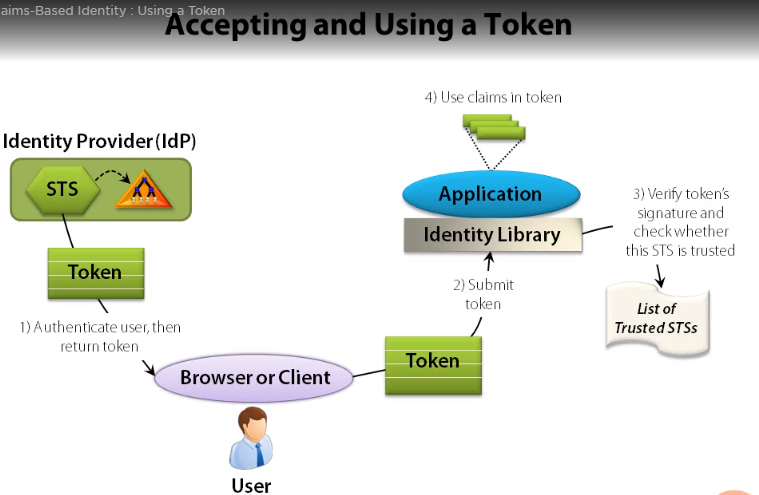 aims-Based Identity : Using a Token
Accepting and Using a Token
4) Use claims in token
Identity Provider (IdP)
STS
Application
Identity Library
3) Verify token's
signature and
check whether
this STS is trusted
Token
2) Submit
token
List of
Trusted STSs
1) Authenticate user, then
return token
Token
Browser or Client
User